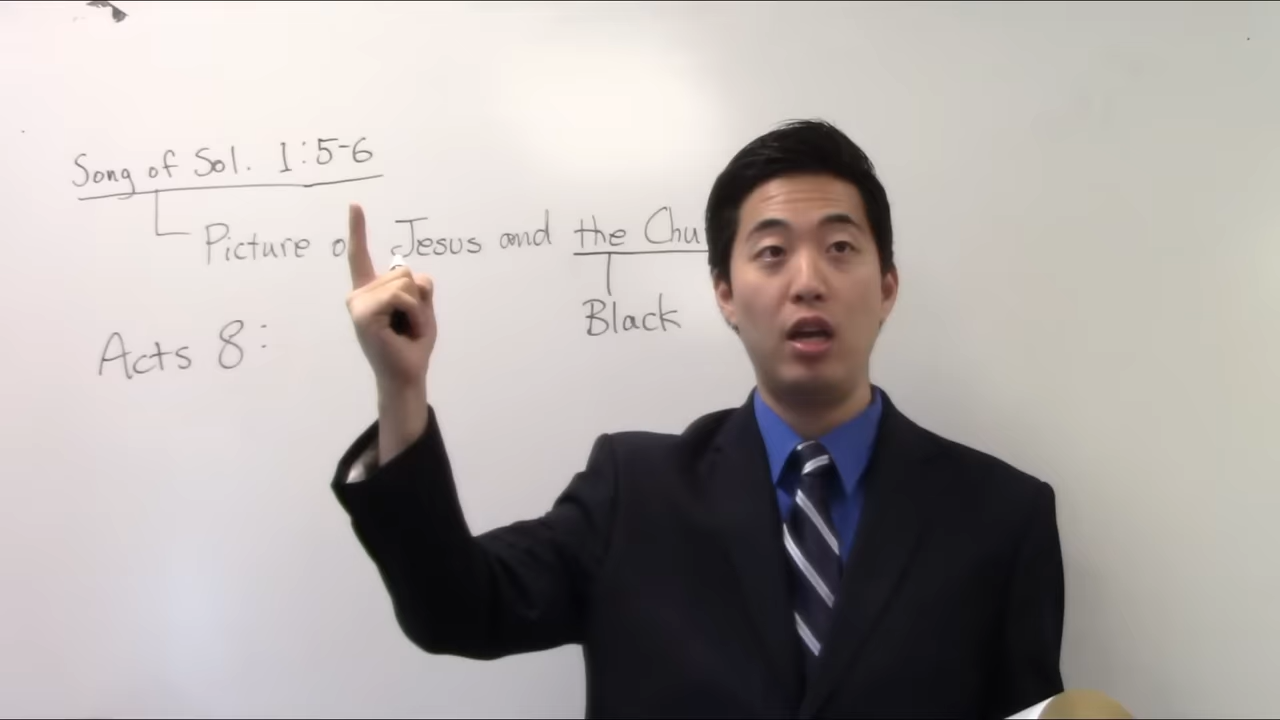 Song of Sol. 1:5-6
Picture Jesus and the
Black
Acts 8: